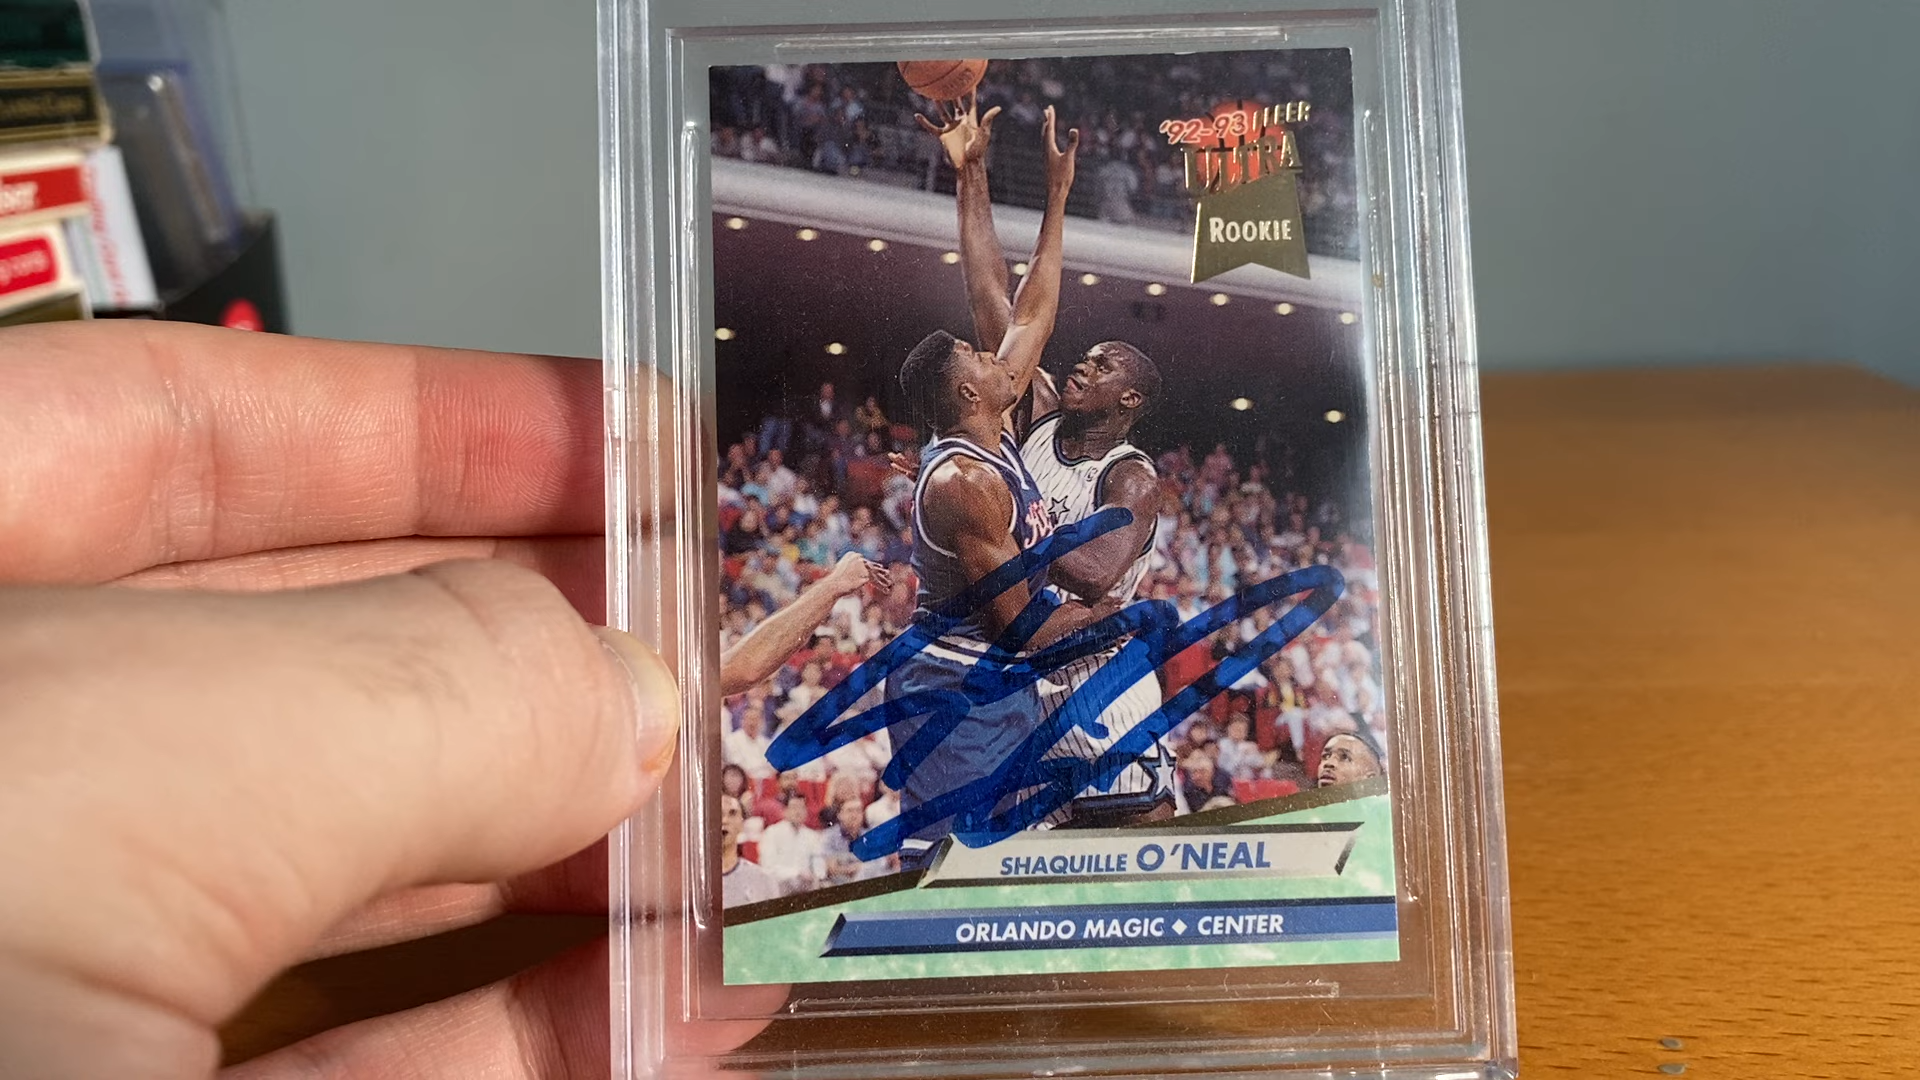 '92-93 FLEER
ULTRA
ROOKIE
SHAQUILLE O'NEAL
ORLANDO MAGIC ◆ CENTER